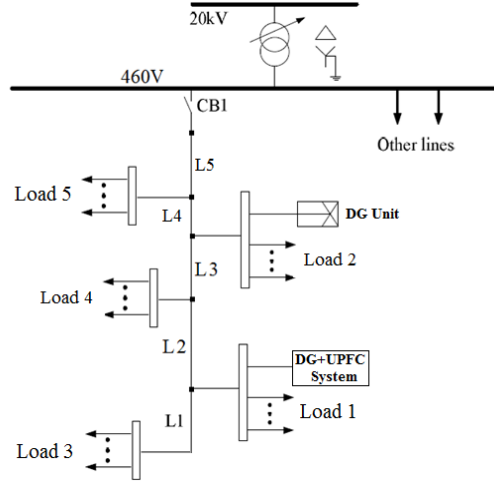 20kV
460V
CB1
Other lines
L5
Load 5
L4
DG Unit
Load 2
L3
Load 4
L2
DG+UPFC
System
Load 1
L1
Load 3